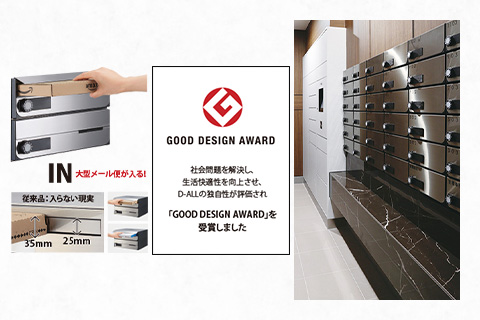 IN 大型メール便が入る!
従来品:入らない現実
35mm
25mm
GOOD DESIGN AWARD
社会問題を解決し、
生活快適性を向上させ、
D-ALLの独自性が評価され
「GOOD DESIGN AWARD」を
受賞しました